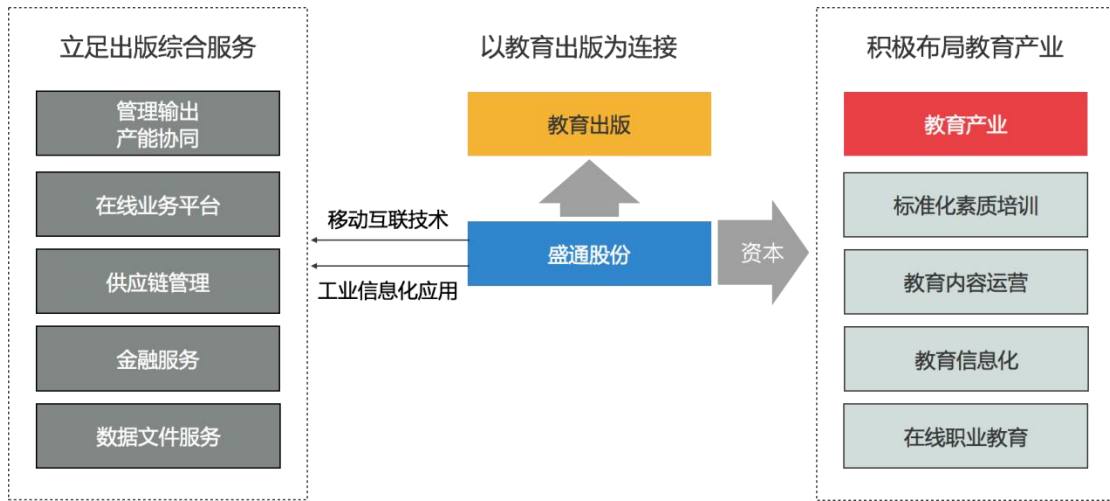 立足出版综合服务
管理输出
产能协同
在线业务平台
供应链管理
金融服务
数据文件服务
以教育出版为连接
教育出版
移动互联技术
盛通股份
资本
工业信息化应用
积极布局教育产业
教育产业
标准化素质培训
教育内容运营
教育信息化
在线职业教育